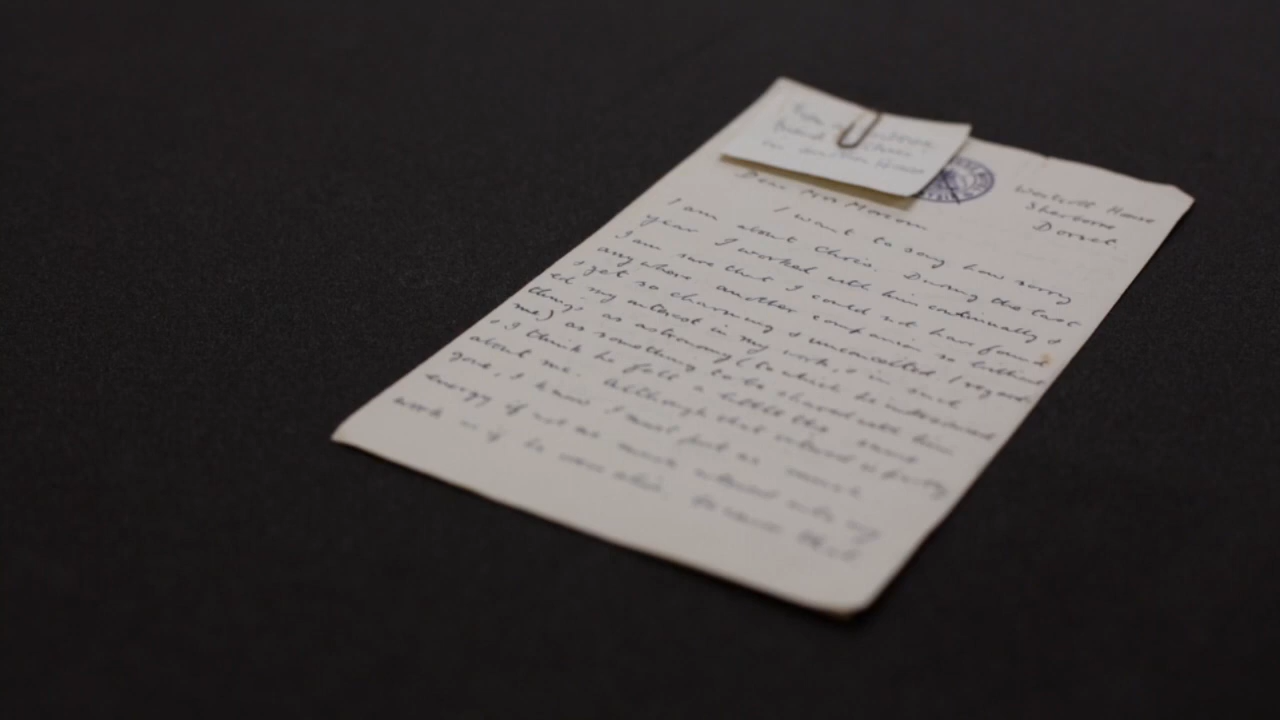 Westcott House
Sherborne
Dorset
Dear Mrs Morcom
I want to say how sorry
I am about Chris. During the last
year I worked with him continually &
I am sure that I could not have found
anywhere another companion so brilliant
& yet so charming & unconceited. I regard-
ed my interest in my work, & in such
things as astronomy (to which he introduced
me) as something to be shared with him
& I think he felt a little the same
about me. Although that interest is partly
gone, I know I must put as much
energy if not as much interest into my
work as if he were alive, because that